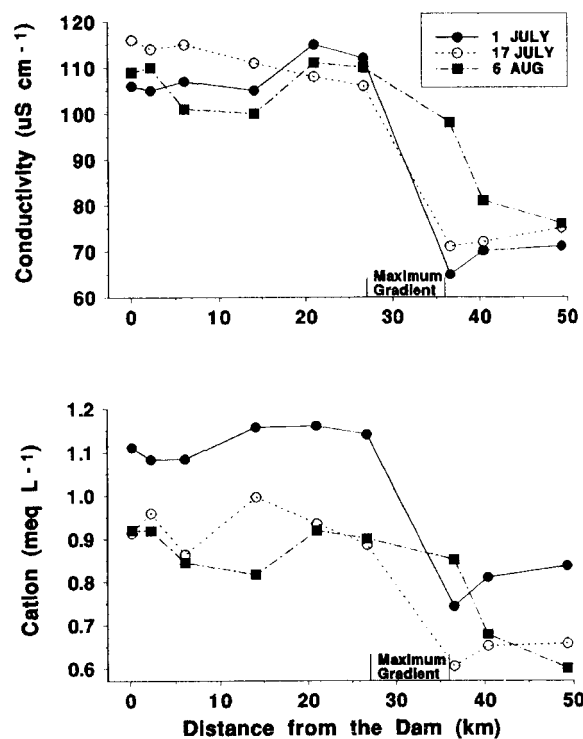 Conductivity (uS cm⁻¹)
120
110
100
90
80
70
60
1 JULY
17 JULY
6 AUG
Maximum
Gradient
0 10 20 30 40 50
Cation (meq L⁻¹)
1.2
1.1
1.0
0.9
0.8
0.7
0.6
Maximum
Gradient
0 10 20 30 40 50
Distance from the Dam (km)